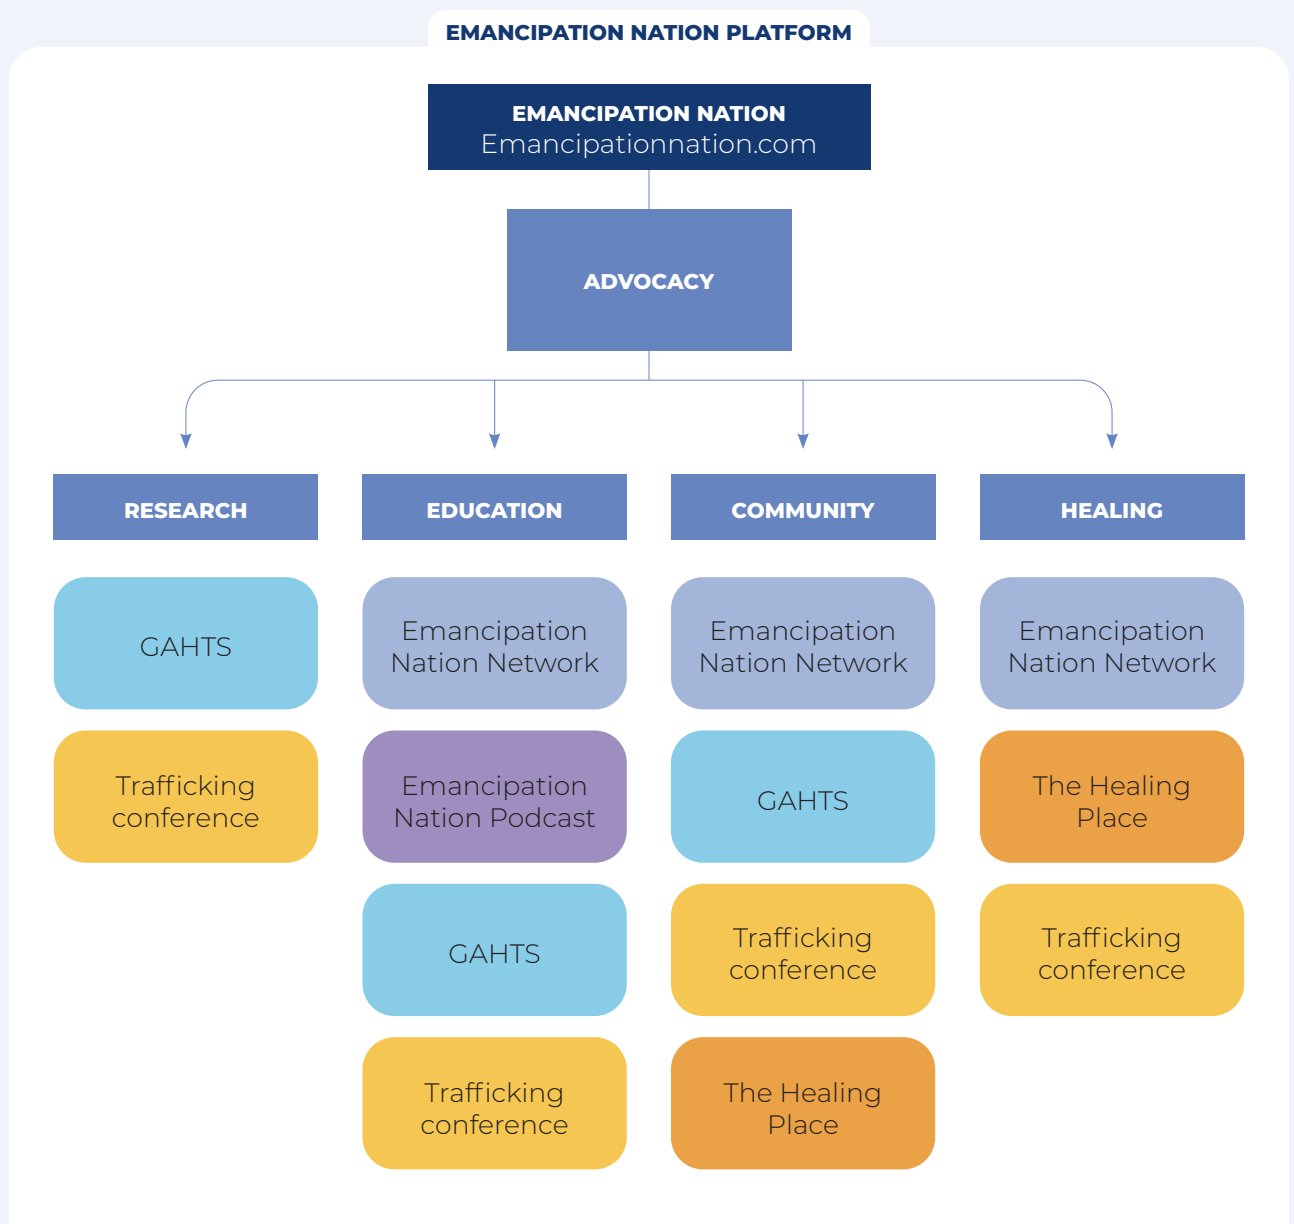 EMANCIPATION NATION PLATFORM
EMANCIPATION NATION
Emancipationnation.com
ADVOCACY
RESEARCH
EDUCATION
COMMUNITY
HEALING
GAHTS
Trafficking
conference
Emancipation
Nation Network
Emancipation
Nation Podcast
GAHTS
Trafficking
conference
Emancipation
Nation Network
GAHTS
Trafficking
conference
The Healing
Place
Emancipation
Nation Network
The Healing
Place
Trafficking
conference